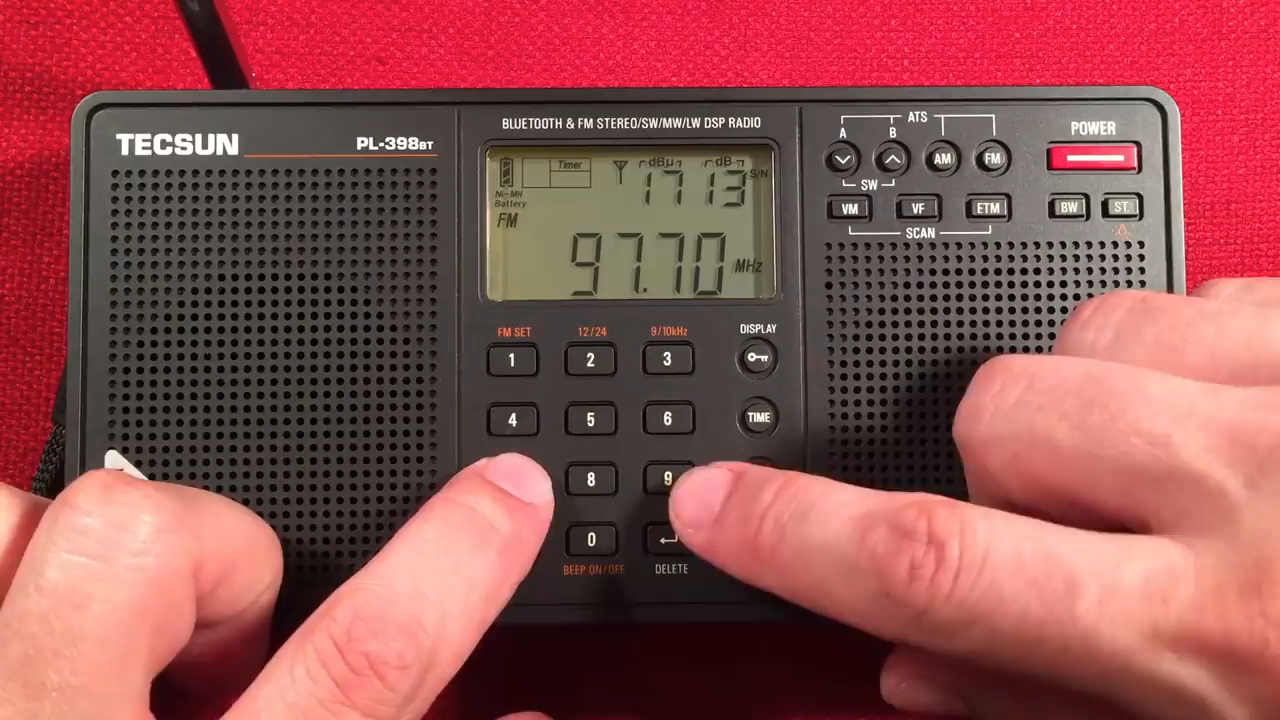 TECSUN
PL-398BT
BLUETOOTH & FM STEREO/SW/MW/LW DSP RADIO
Timer
dBμ
dB
S/N
17 13
Ni-MH
Battery
FM
97.70 MHz
ATS
A B
AM FM
SW
VM VF ETM
SCAN
POWER
BW ST.
FM SET 12/24 9/10kHz DISPLAY
1 2 3
4 5 6 TIME
8 9
0
BEEP ON/OFF DELETE